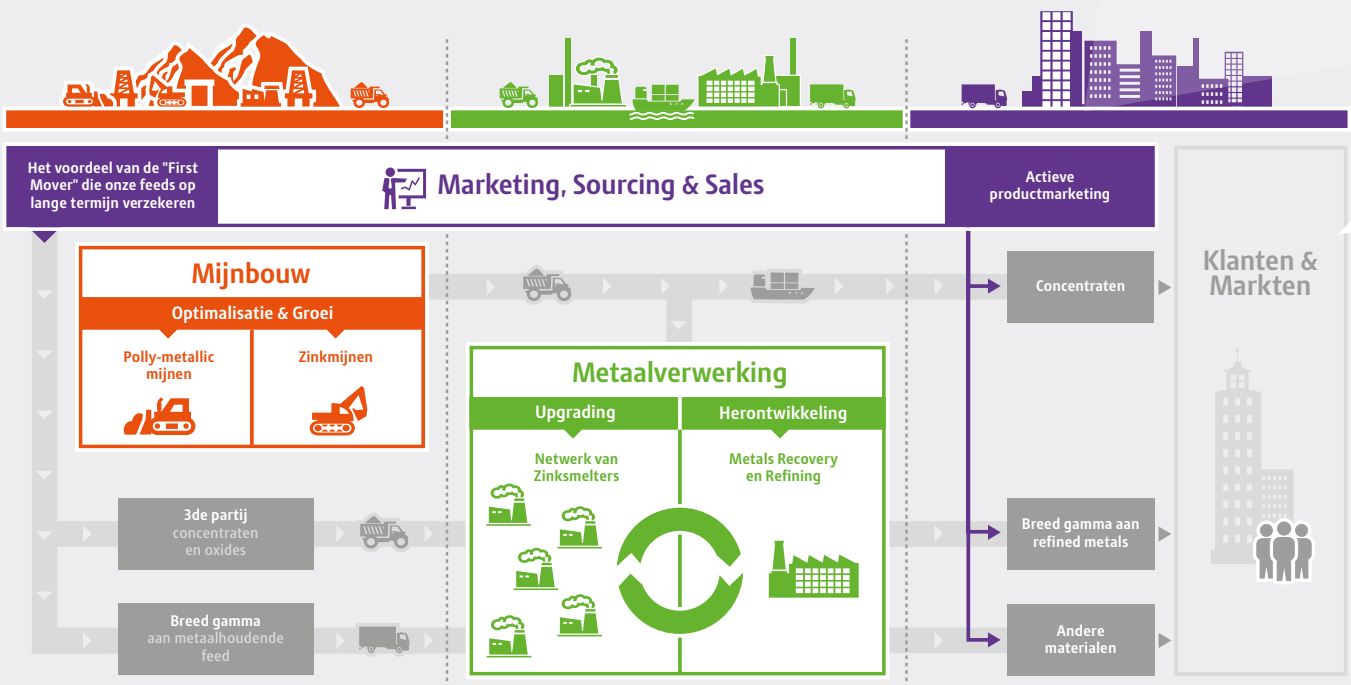 Het voordeel van de "First
Mover" die onze feeds op
lange termijn verzekeren
Marketing, Sourcing & Sales
Actieve
productmarketing
Mijnbouw
Optimalisatie & Groei
Polly-metallic
mijnen
Zinkmijnen
Concentraten
Klanten &
Markten
Metaalverwerking
Upgrading
Herontwikkeling
Netwerk van
Zinksmelters
Metals Recovery
en Refining
3de partij
concentraten
en oxides
Breed gamma aan
refined metals
Breed gamma
aan metaalhoudende
feed
Andere
materialen